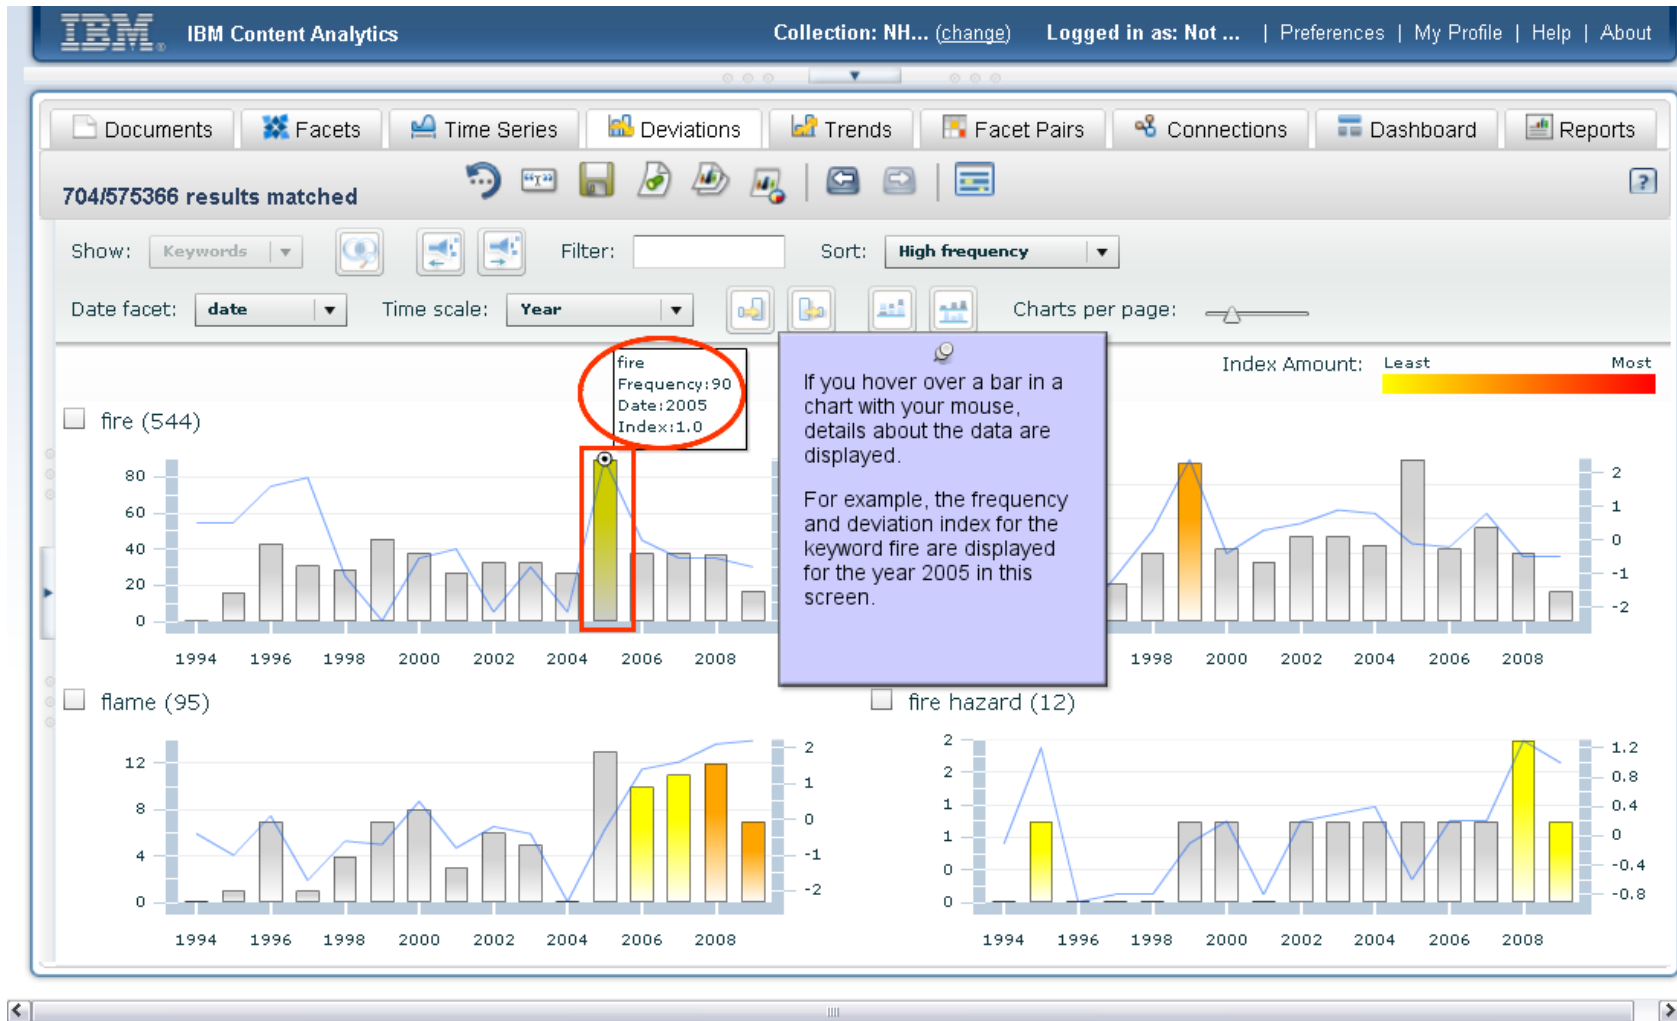 IBM® IBM Content Analytics Collection: NH... (change) Logged in as: Not ... | Preferences | My Profile | Help | About
Documents Facets Time Series Deviations Trends Facet Pairs Connections Dashboard Reports
704/575366 results matched
Show: Keywords Filter: Sort: High frequency
Date facet: date Time scale: Year Charts per page:
fire
Frequency:90
Date:2005
Index:1.0
If you hover over a bar in a
chart with your mouse,
details about the data are
displayed.
For example, the frequency
and deviation index for the
keyword fire are displayed
for the year 2005 in this
screen.
Index Amount: Least Most
fire (544)
80
60
40
20
0
1994 1996 1998 2000 2002 2004 2006 2008
2
1
0
-1
-2
1998 2000 2002 2004 2006 2008
flame (95)
12
8
4
0
2
1
0
-1
-2
1994 1996 1998 2000 2002 2004 2006 2008
fire hazard (12)
2
2
1
1
0
0
1.2
0.8
0.4
0
-0.4
-0.8
1994 1996 1998 2000 2002 2004 2006 2008